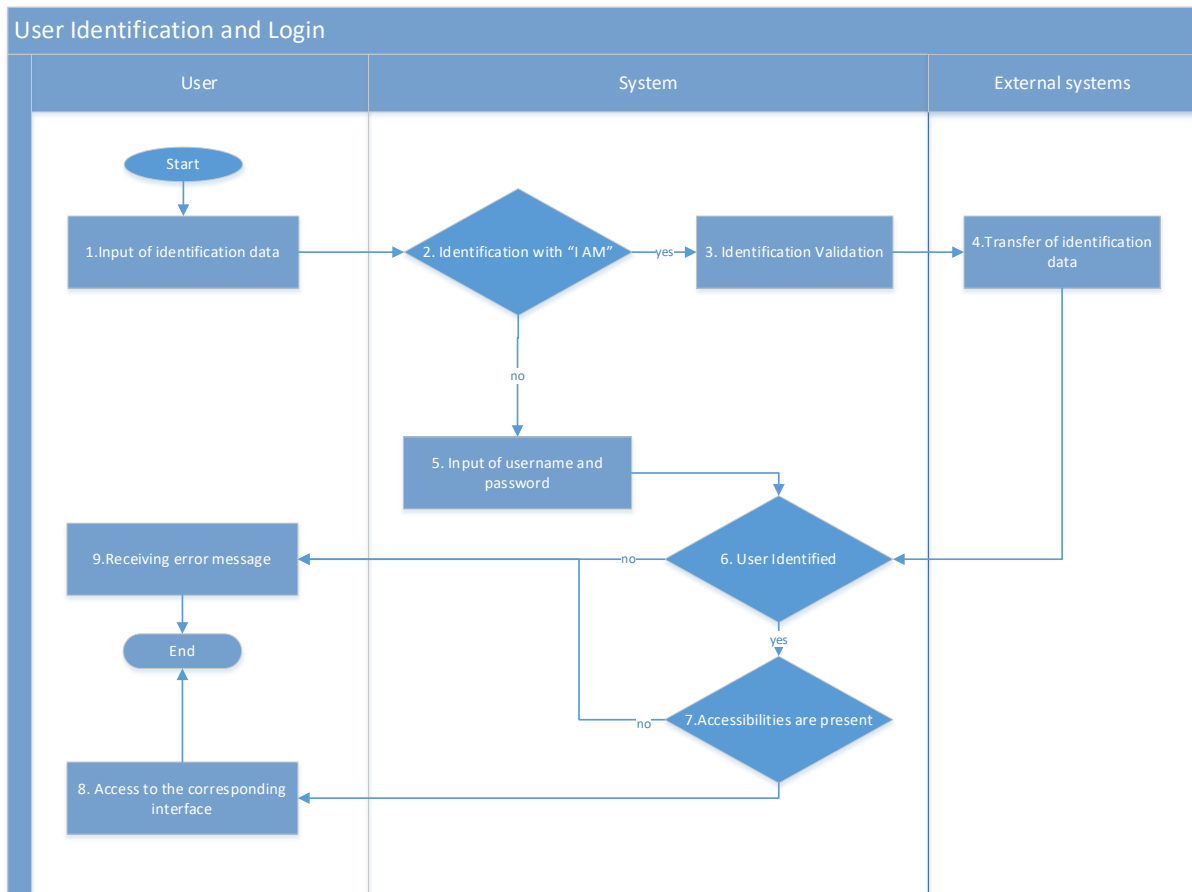 User Identification and Login
User
System
External systems
Start
1.Input of identification data
2. Identification with “I AM”
yes
3. Identification Validation
4.Transfer of identification
data
no
5. Input of username and
password
9.Receiving error message
no
6. User Identified
yes
End
no
7.Accessibilities are present
8. Access to the corresponding
interface